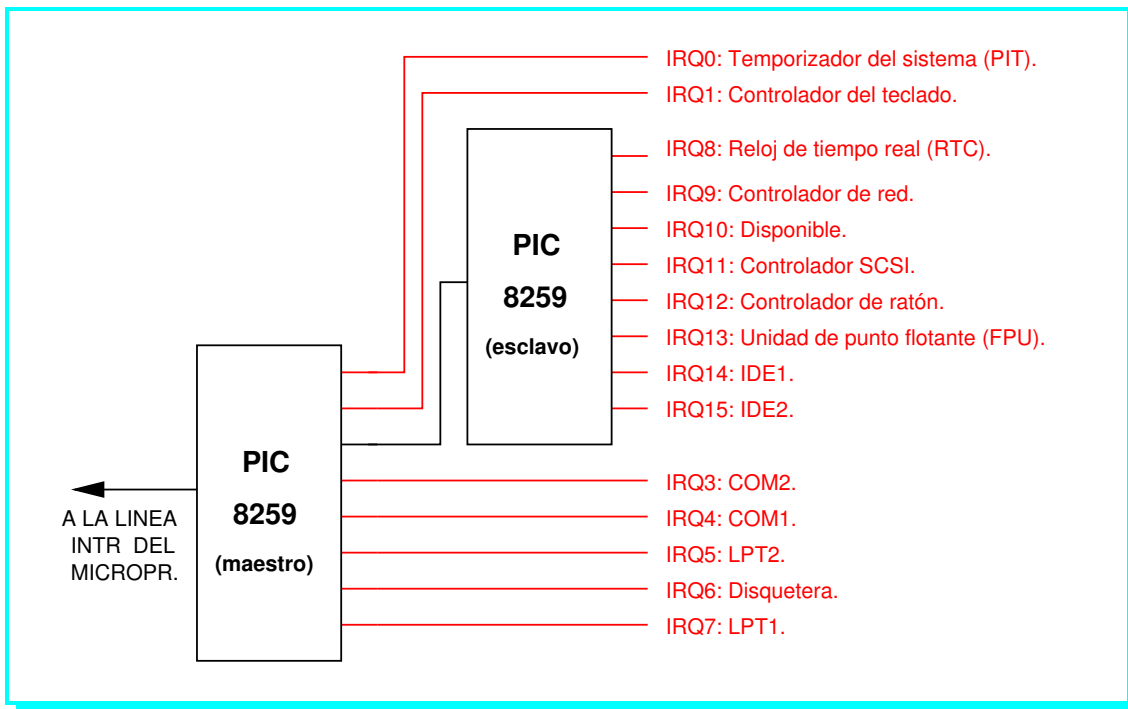 IRQ0: Temporizador del sistema (PIT).
IRQ1: Controlador del teclado.
IRQ8: Reloj de tiempo real (RTC).
IRQ9: Controlador de red.
IRQ10: Disponible.
IRQ11: Controlador SCSI.
IRQ12: Controlador de ratón.
IRQ13: Unidad de punto flotante (FPU).
IRQ14: IDE1.
IRQ15: IDE2.
PIC
8259
(esclavo)
PIC
8259
(maestro)
A LA LINEA
INTR DEL
MICROPR.
IRQ3: COM2.
IRQ4: COM1.
IRQ5: LPT2.
IRQ6: Disquetera.
IRQ7: LPT1.